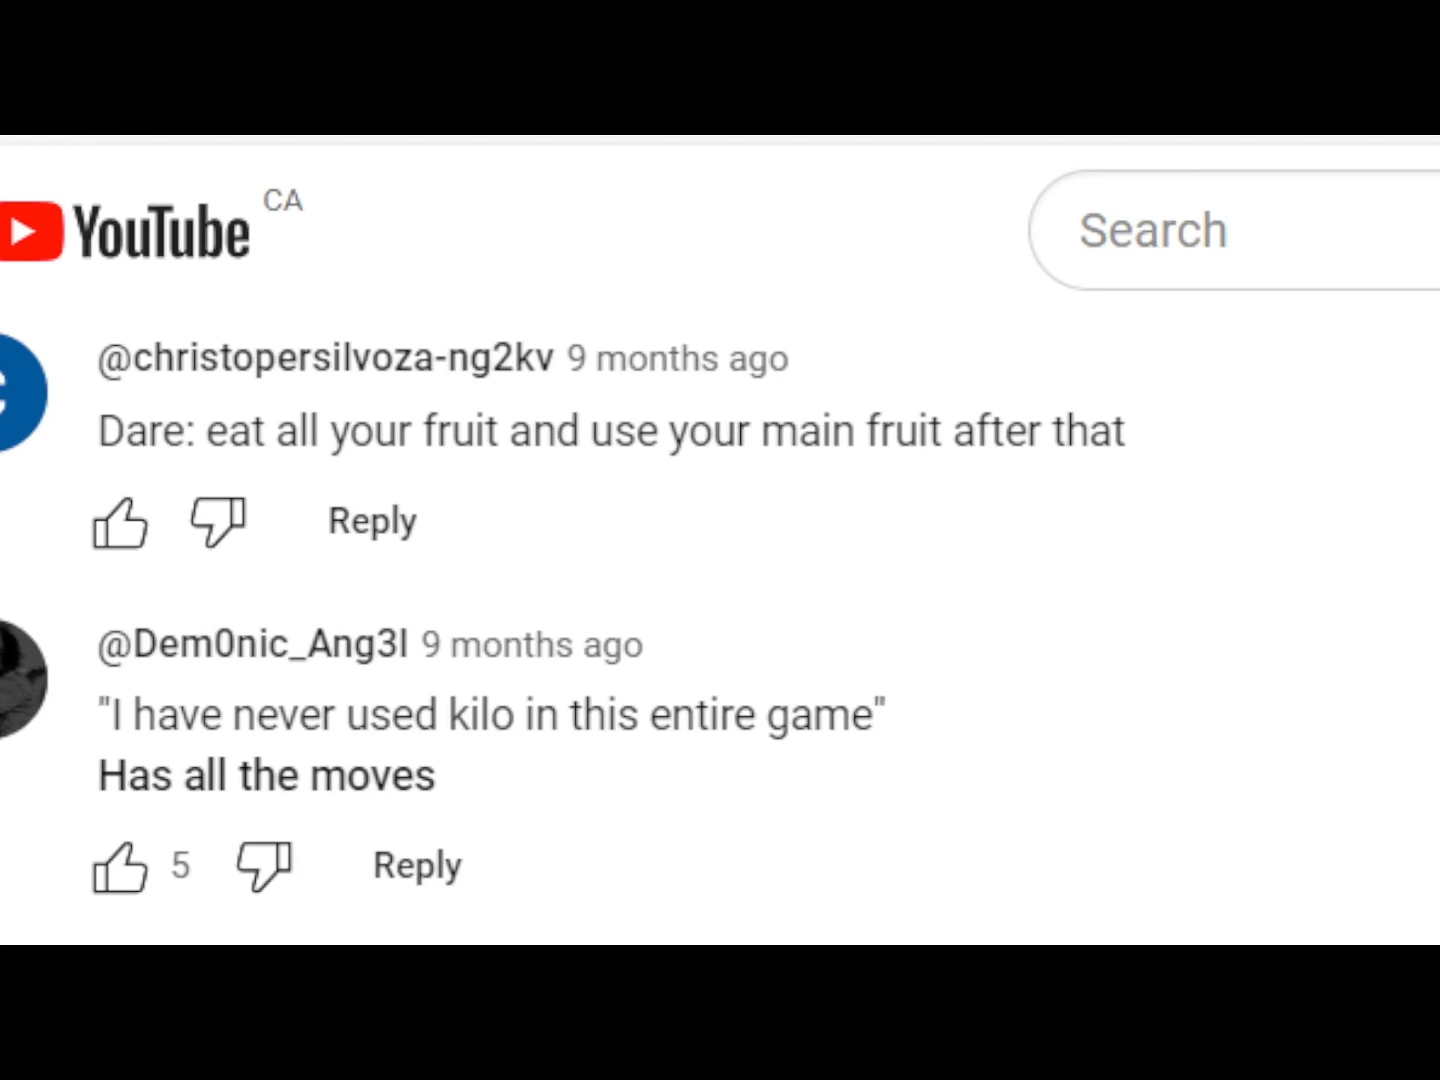 YouTube CA
Search
@christopersilvoza-ng2kv 9 months ago
Dare: eat all your fruit and use your main fruit after that
Reply
@Dem0nic_Ang3l 9 months ago
"I have never used kilo in this entire game"
Has all the moves
5 Reply